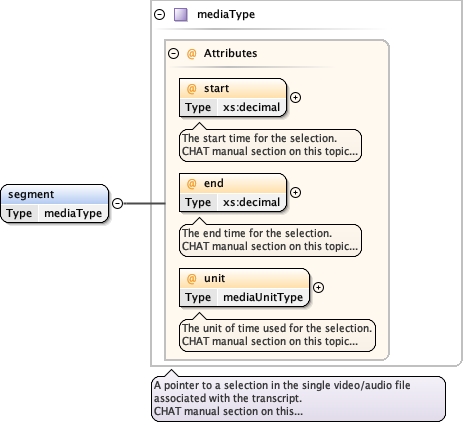 mediaType
@ Attributes
@ start
Type xs:decimal
The start time for the selection.
CHAT manual section on this topic...
@ end
Type xs:decimal
The end time for the selection.
CHAT manual section on this topic...
segment
Type mediaType
@ unit
Type mediaUnitType
The unit of time used for the selection.
CHAT manual section on this topic...
A pointer to a selection in the single video/audio file
associated with the transcript.
CHAT manual section on this...